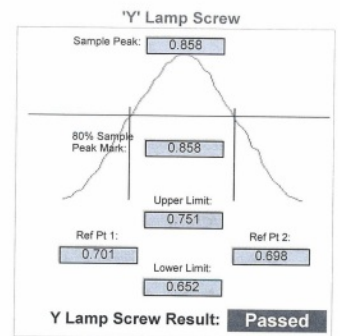 'Y' Lamp Screw
Sample Peak: 0.858
80% Sample
Peak Mark: 0.858
Upper Limit:
0.751
Ref Pt 1:
Ref Pt 2:
0.701
0.698
Lower Limit:
0.652
Y Lamp Screw Result: Passed